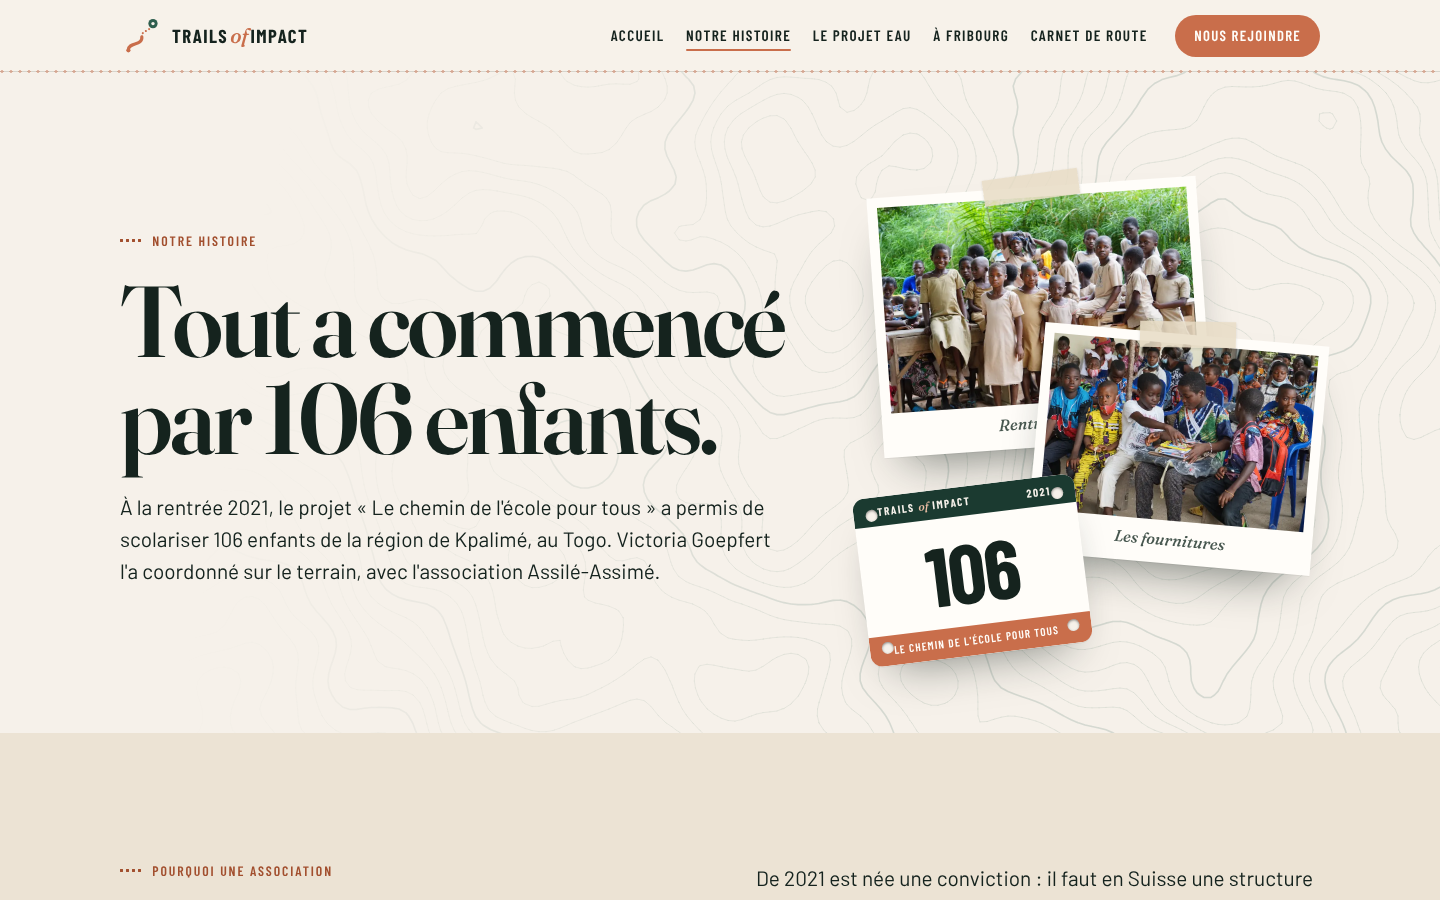 TRAILS of IMPACT
ACCUEIL NOTRE HISTOIRE LE PROJET EAU À FRIBOURG CARNET DE ROUTE NOUS REJOINDRE
NOTRE HISTOIRE
Tout a commencé
par 106 enfants.
À la rentrée 2021, le projet « Le chemin de l'école pour tous » a permis de
scolariser 106 enfants de la région de Kpalimé, au Togo. Victoria Goepfert
l'a coordonné sur le terrain, avec l'association Assilé-Assimé.
Les fournitures
TRAILS of IMPACT 2021
106
LE CHEMIN DE L'ÉCOLE POUR TOUS
POURQUOI UNE ASSOCIATION
De 2021 est née une conviction : il faut en Suisse une structure